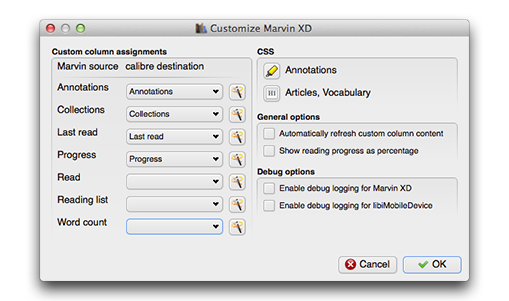 Customize Marvin XD
Custom column assignments
Marvin source calibre destination
Annotations Annotations
Collections Collections
Last read Last read
Progress Progress
Read
Reading list
Word count
CSS
Annotations
Articles, Vocabulary
General options
Automatically refresh custom column content
Show reading progress as percentage
Debug options
Enable debug logging for Marvin XD
Enable debug logging for libiMobileDevice
Cancel OK